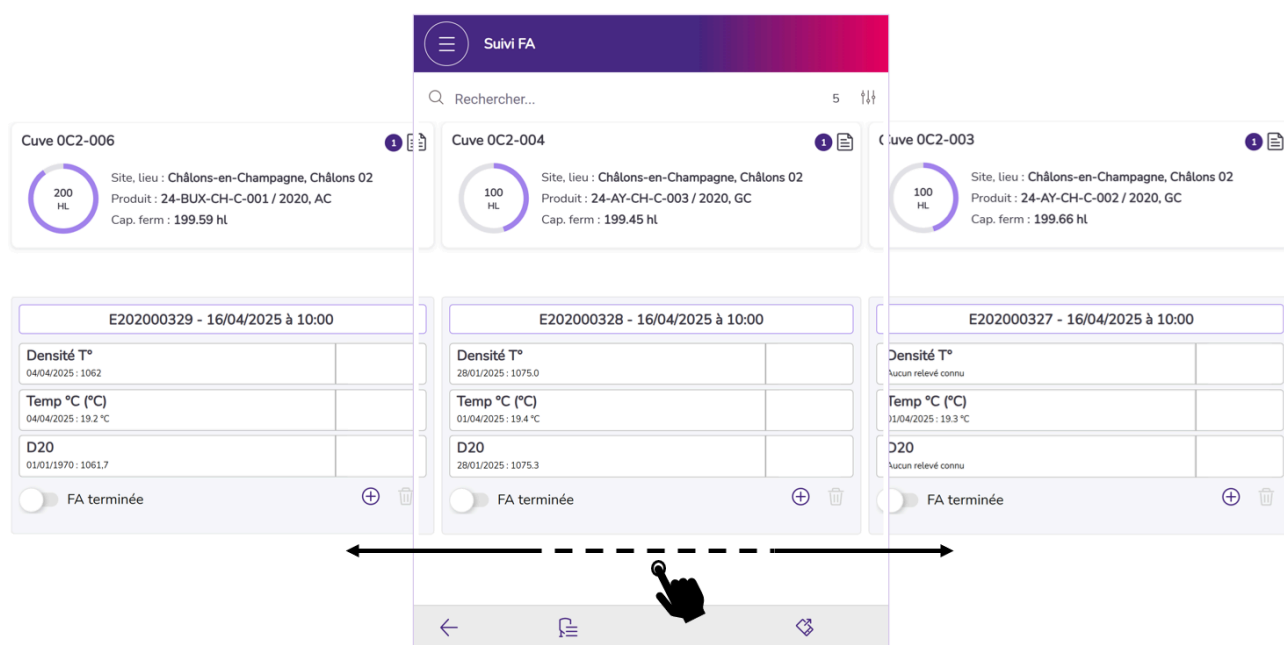 Suivi FA
Rechercher...
5
Cuve 0C2-006
1
200
HL
Site, lieu : Châlons-en-Champagne, Châlons 02
Produit : 24-BUX-CH-C-001 / 2020, AC
Cap. ferm : 199.59 hl
Cuve 0C2-004
1
100
HL
Site, lieu : Châlons-en-Champagne, Châlons 02
Produit : 24-AY-CH-C-003 / 2020, GC
Cap. ferm : 199.45 hl
Cuve 0C2-003
1
100
HL
Site, lieu : Châlons-en-Champagne, Châlons 02
Produit : 24-AY-CH-C-002 / 2020, GC
Cap. ferm : 199.66 hl
E202000329 - 16/04/2025 à 10:00
Densité T°
04/04/2025 : 1062
Temp °C (°C)
04/04/2025 : 19.2 °C
D20
01/01/1970 : 1061,7
FA terminée
E202000328 - 16/04/2025 à 10:00
Densité T°
28/01/2025 : 1075.0
Temp °C (°C)
01/04/2025 : 19.4 °C
D20
28/01/2025 : 1075.3
FA terminée
E202000327 - 16/04/2025 à 10:00
Densité T°
Aucun relevé connu
Temp °C (°C)
01/04/2025 : 19.3 °C
D20
Aucun relevé connu
FA terminée